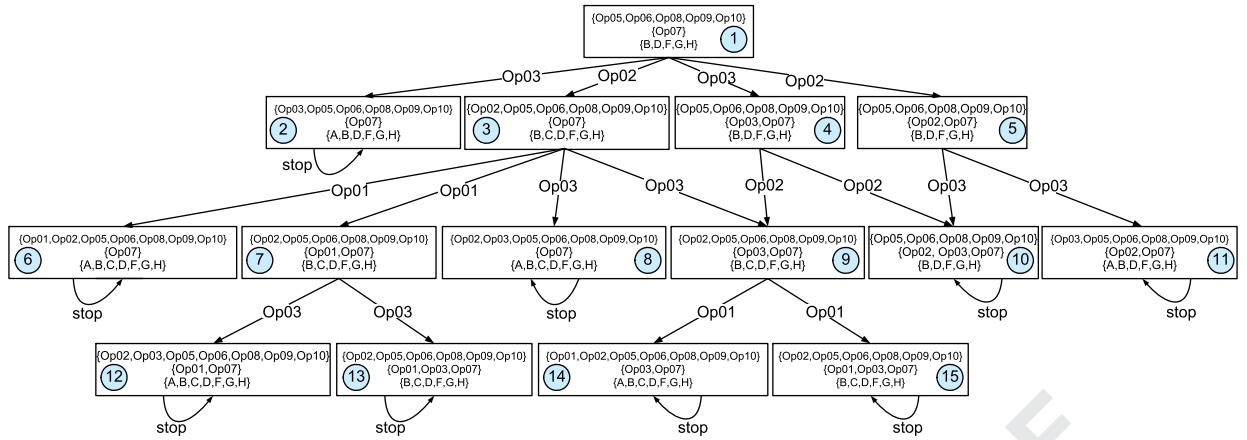 {Op05,Op06,Op08,Op09,Op10}
{Op07}
{B,D,F,G,H}
1
Op03
Op02
Op03
Op02
{Op03,Op05,Op06,Op08,Op09,Op10}
{Op07}
{A,B,D,F,G,H}
2
stop
{Op02,Op05,Op06,Op08,Op09,Op10}
{Op07}
{B,C,D,F,G,H}
3
{Op05,Op06,Op08,Op09,Op10}
{Op03,Op07}
{B,D,F,G,H}
4
{Op05,Op06,Op08,Op09,Op10}
{Op02,Op07}
{B,D,F,G,H}
5
Op01
Op01
Op03
Op03
Op02
Op02
Op03
Op03
{Op01,Op02,Op05,Op06,Op08,Op09,Op10}
{Op07}
{A,B,C,D,F,G,H}
6
stop
{Op02,Op05,Op06,Op08,Op09,Op10}
{Op01,Op07}
{B,C,D,F,G,H}
7
{Op02,Op03,Op05,Op06,Op08,Op09,Op10}
{Op07}
{A,B,C,D,F,G,H}
8
stop
{Op02,Op05,Op06,Op08,Op09,Op10}
{Op03,Op07}
{B,C,D,F,G,H}
9
{Op05,Op06,Op08,Op09,Op10}
{Op02, Op03,Op07}
{B,D,F,G,H}
10
stop
{Op03,Op05,Op06,Op08,Op09,Op10}
{Op02,Op07}
{A,B,D,F,G,H}
11
stop
Op03
Op03
Op01
Op01
{Op02,Op03,Op05,Op06,Op08,Op09,Op10}
{Op01,Op07}
{A,B,C,D,F,G,H}
12
stop
{Op02,Op05,Op06,Op08,Op09,Op10}
{Op01,Op03,Op07}
{B,C,D,F,G,H}
13
stop
{Op01,Op02,Op05,Op06,Op08,Op09,Op10}
{Op03,Op07}
{A,B,C,D,F,G,H}
14
stop
{Op02,Op05,Op06,Op08,Op09,Op10}
{Op01,Op03,Op07}
{B,C,D,F,G,H}
15
stop